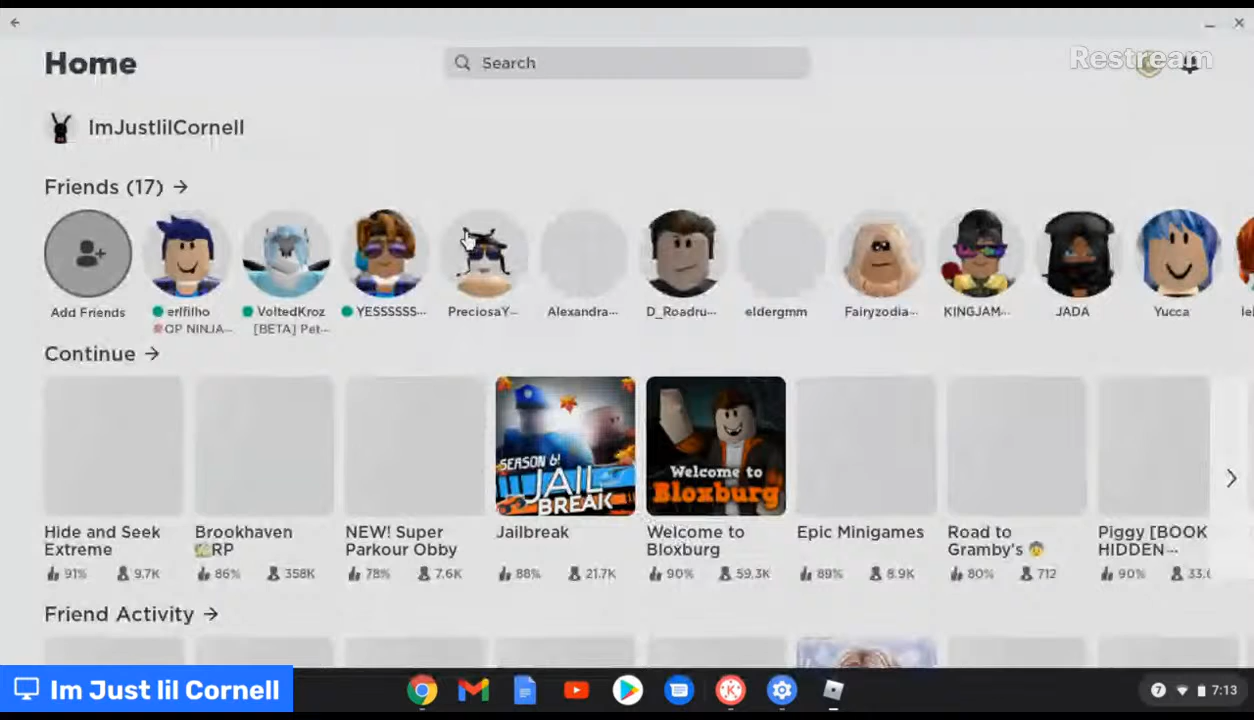 Home
Search
Restream
ImJustlilCornell
Friends (17) →
Add Friends
erlfilho
OP NINJA...
VoltedKroz
[BETA] Pet...
YESSSSSS...
PreciosaY...
Alexandra...
D_Roadru...
eldergmm
Fairyzodia...
KINGJAM...
JADA
Yucca
Continue →
SEASON 6!
JAIL
BREAK
Welcome to
Bloxburg
Hide and Seek
Extreme
91% 9.7K
Brookhaven
RP
86% 358K
NEW! Super
Parkour Obby
78% 7.6K
Jailbreak
88% 21.7K
Welcome to
Bloxburg
90% 59.3K
Epic Minigames
89% 8.9K
Road to
Gramby's
80% 712
Piggy [BOOK
HIDDEN...
90%
Friend Activity →
Im Just lil Cornell
7
7:13